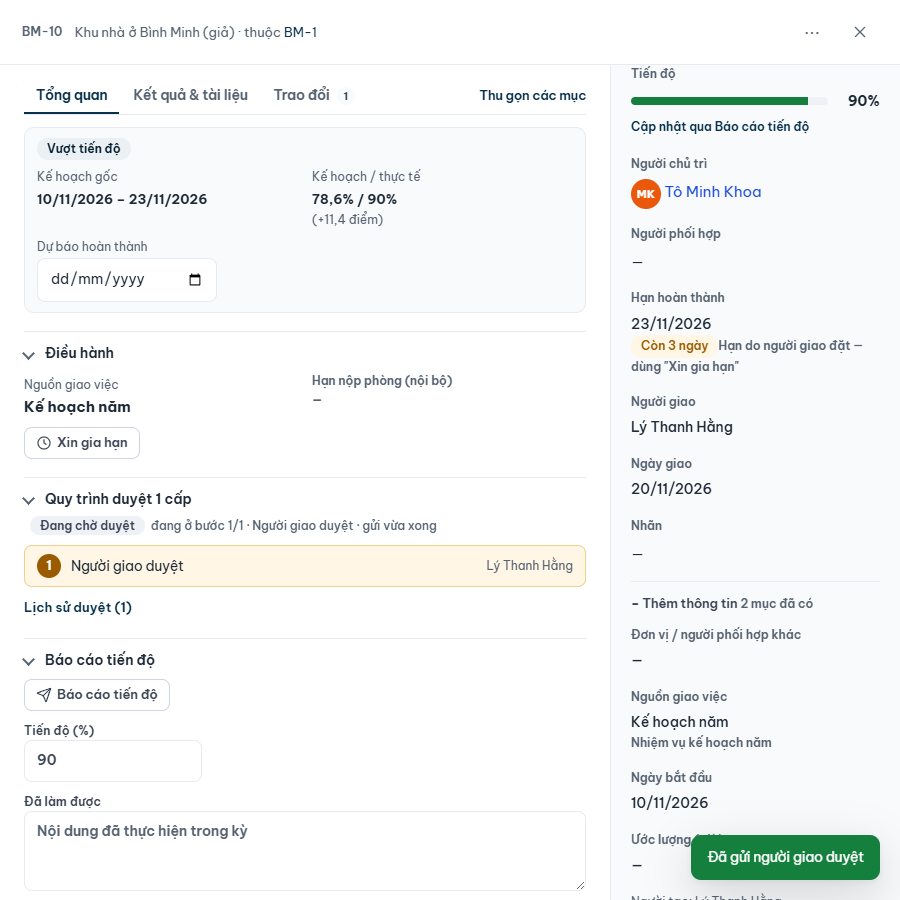 BM-10 Khu nhà ở Bình Minh (giả) · thuộc BM-1
Tổng quan Kết quả & tài liệu Trao đổi 1 Thu gọn các mục
Vượt tiến độ
Kế hoạch gốc Kế hoạch / thực tế
10/11/2026 – 23/11/2026 78,6% / 90%
(+11,4 điểm)
Dự báo hoàn thành
dd/mm/yyyy
Điều hành
Nguồn giao việc Hạn nộp phòng (nội bộ)
Kế hoạch năm –
Xin gia hạn
Quy trình duyệt 1 cấp
Đang chờ duyệt đang ở bước 1/1 · Người giao duyệt · gửi vừa xong
1 Người giao duyệt Lý Thanh Hằng
Lịch sử duyệt (1)
Báo cáo tiến độ
Báo cáo tiến độ
Tiến độ (%)
90
Đã làm được
Nội dung đã thực hiện trong kỳ
Tiến độ
90%
Cập nhật qua Báo cáo tiến độ
Người chủ trì
MK Tô Minh Khoa
Người phối hợp
—
Hạn hoàn thành
23/11/2026
Còn 3 ngày Hạn do người giao đặt —
dùng "Xin gia hạn"
Người giao
Lý Thanh Hằng
Ngày giao
20/11/2026
Nhãn
—
– Thêm thông tin 2 mục đã có
Đơn vị / người phối hợp khác
—
Nguồn giao việc
Kế hoạch năm
Nhiệm vụ kế hoạch năm
Ngày bắt đầu
10/11/2026
Ước lượng
—
Đã gửi người giao duyệt